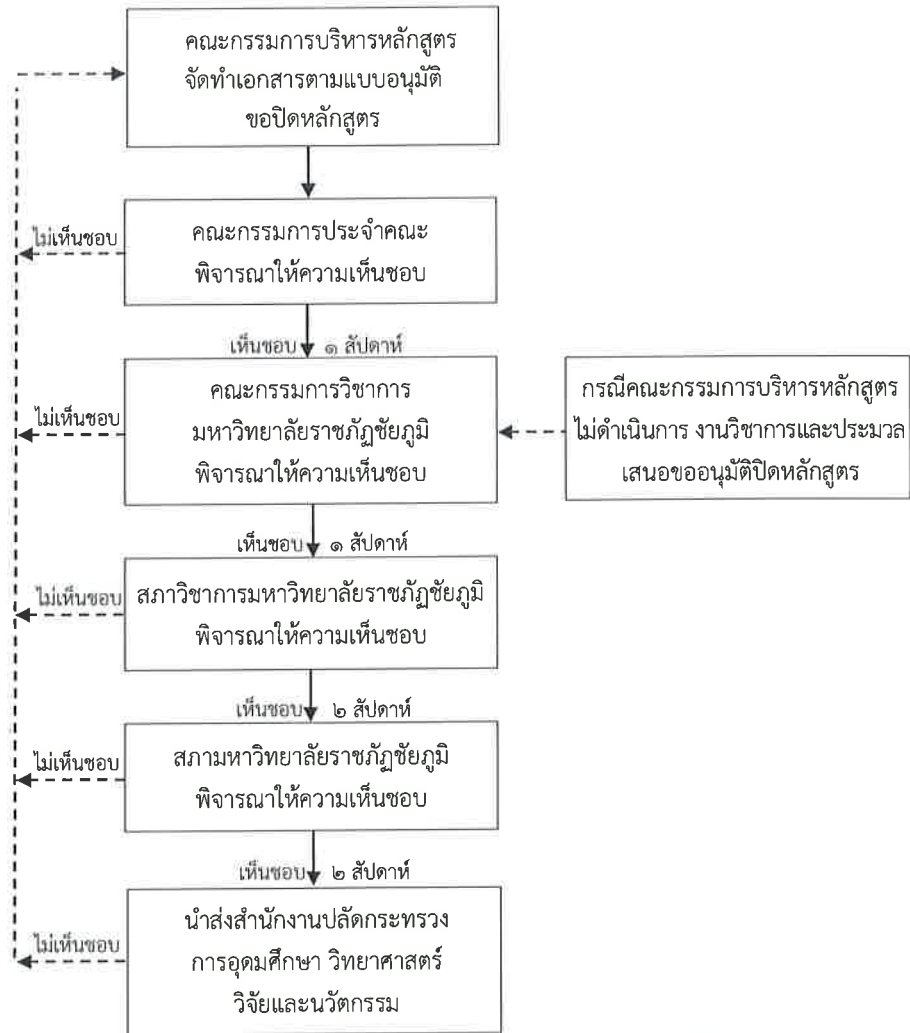 คณะกรรมการบริหารหลักสูตร
จัดทำเอกสารตามแบบอนุมัติ
ขอปิดหลักสูตร
ไม่เห็นชอบ
คณะกรรมการประจำคณะ
พิจารณาให้ความเห็นชอบ
เห็นชอบ ๑ สัปดาห์
ไม่เห็นชอบ
คณะกรรมการวิชาการ
มหาวิทยาลัยราชภัฏชัยภูมิ
พิจารณาให้ความเห็นชอบ
กรณีคณะกรรมการบริหารหลักสูตร
ไม่ดำเนินการ งานวิชาการและประมวล
เสนอขออนุมัติปิดหลักสูตร
เห็นชอบ ๑ สัปดาห์
ไม่เห็นชอบ
สภาวิชาการมหาวิทยาลัยราชภัฏชัยภูมิ
พิจารณาให้ความเห็นชอบ
เห็นชอบ ๒ สัปดาห์
ไม่เห็นชอบ
สภามหาวิทยาลัยราชภัฏชัยภูมิ
พิจารณาให้ความเห็นชอบ
เห็นชอบ ๒ สัปดาห์
ไม่เห็นชอบ
นำส่งสำนักงานปลัดกระทรวง
การอุดมศึกษา วิทยาศาสตร์
วิจัยและนวัตกรรม